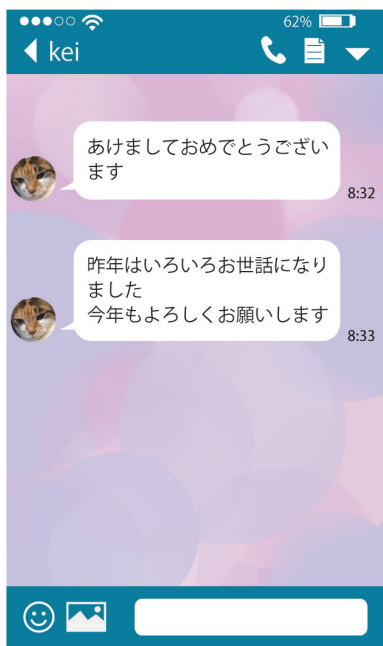 62%
kei
あけましておめでとうござい
ます
8:32
昨年はいろいろお世話になり
ました
今年もよろしくお願いします
8:33